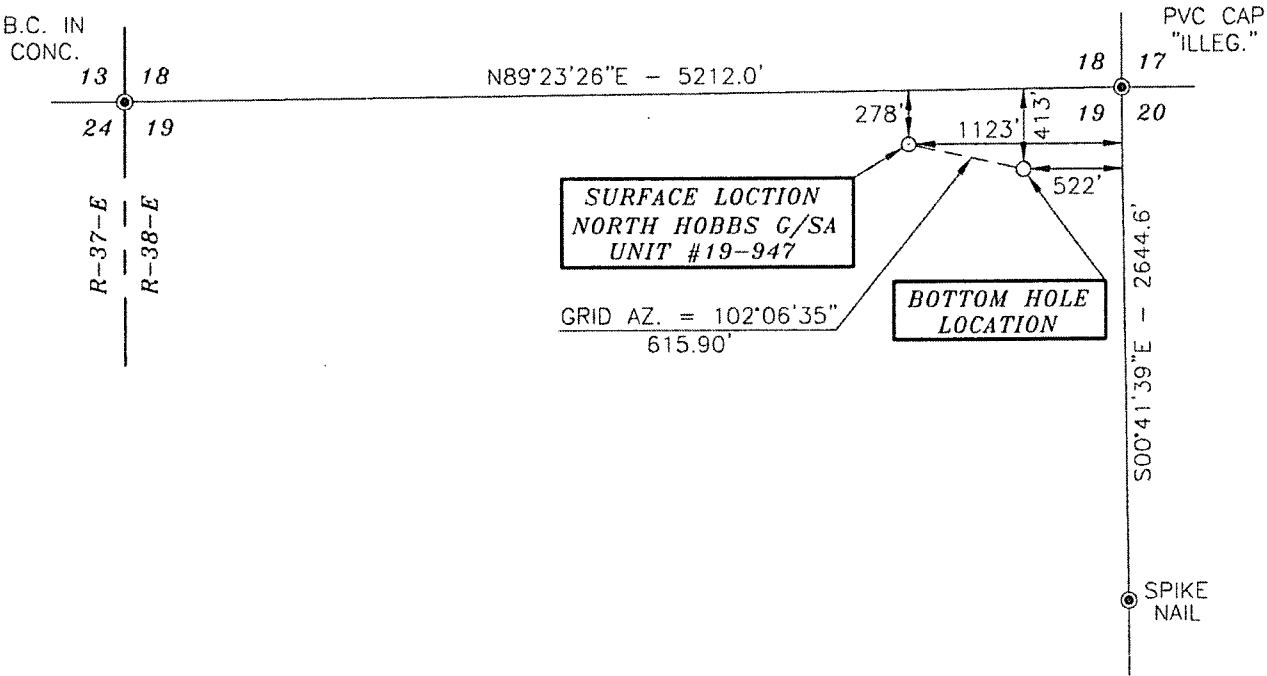 B.C. IN
CONC.
PVC CAP
"ILLEG."
13 18
24 19
N89°23'26"E - 5212.0'
18 17
19 20
278'
1123'
413'
522'
R-37-E
R-38-E
SURFACE LOCTION
NORTH HOBBS G/SA
UNIT #19-947
BOTTOM HOLE
LOCATION
GRID AZ. = 102°06'35"
615.90'
S00°41'39"E - 2644.6'
SPIKE
NAIL